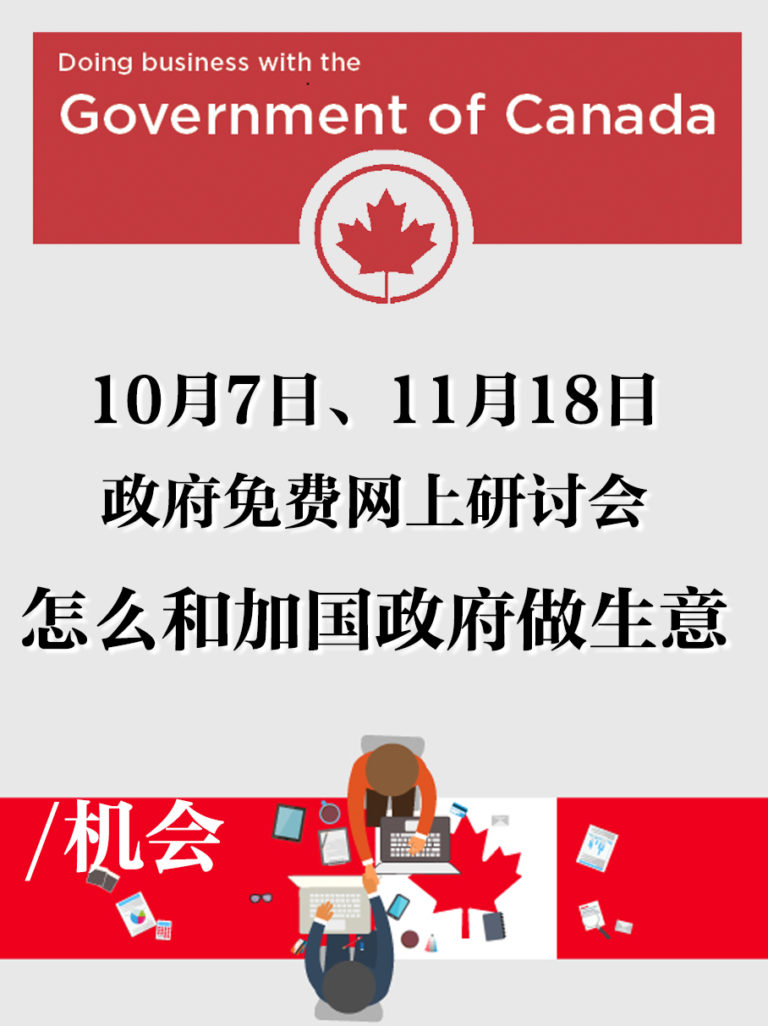 Doing business with the
Government of Canada
10月7日、11月18日
政府免费网上研讨会
怎么和加国政府做生意
/机会